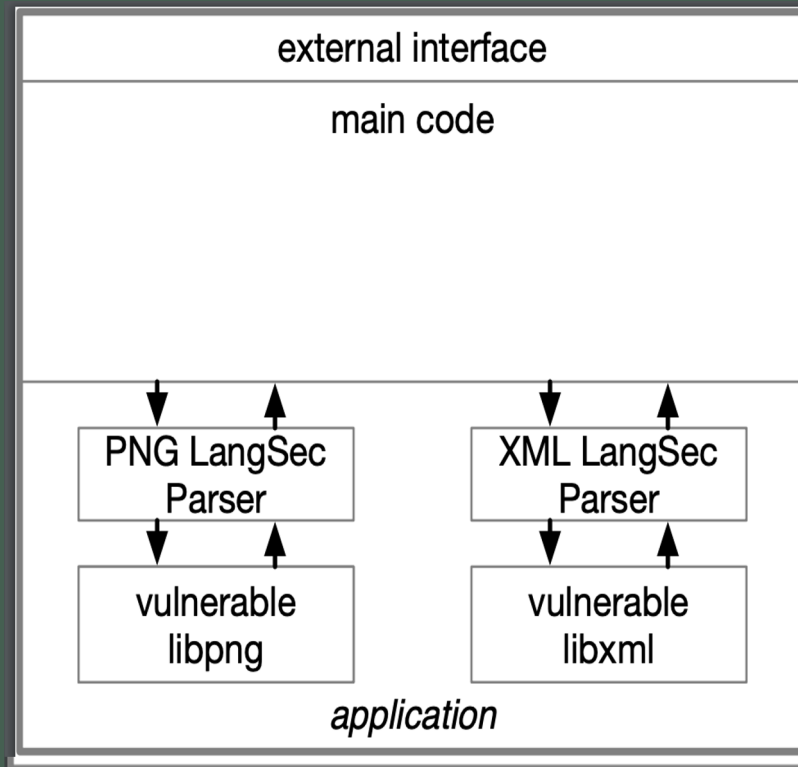 external interface
main code
PNG LangSec
Parser
XML LangSec
Parser
vulnerable
libpng
vulnerable
libxml
application